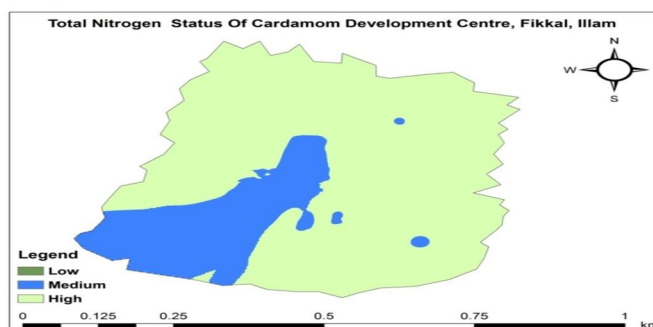 Total Nitrogen Status Of Cardamom Development Centre, Fikkal, Illam
N
W E
S
Legend
Low
Medium
High
0 0.125 0.25 0.5 0.75 1
km